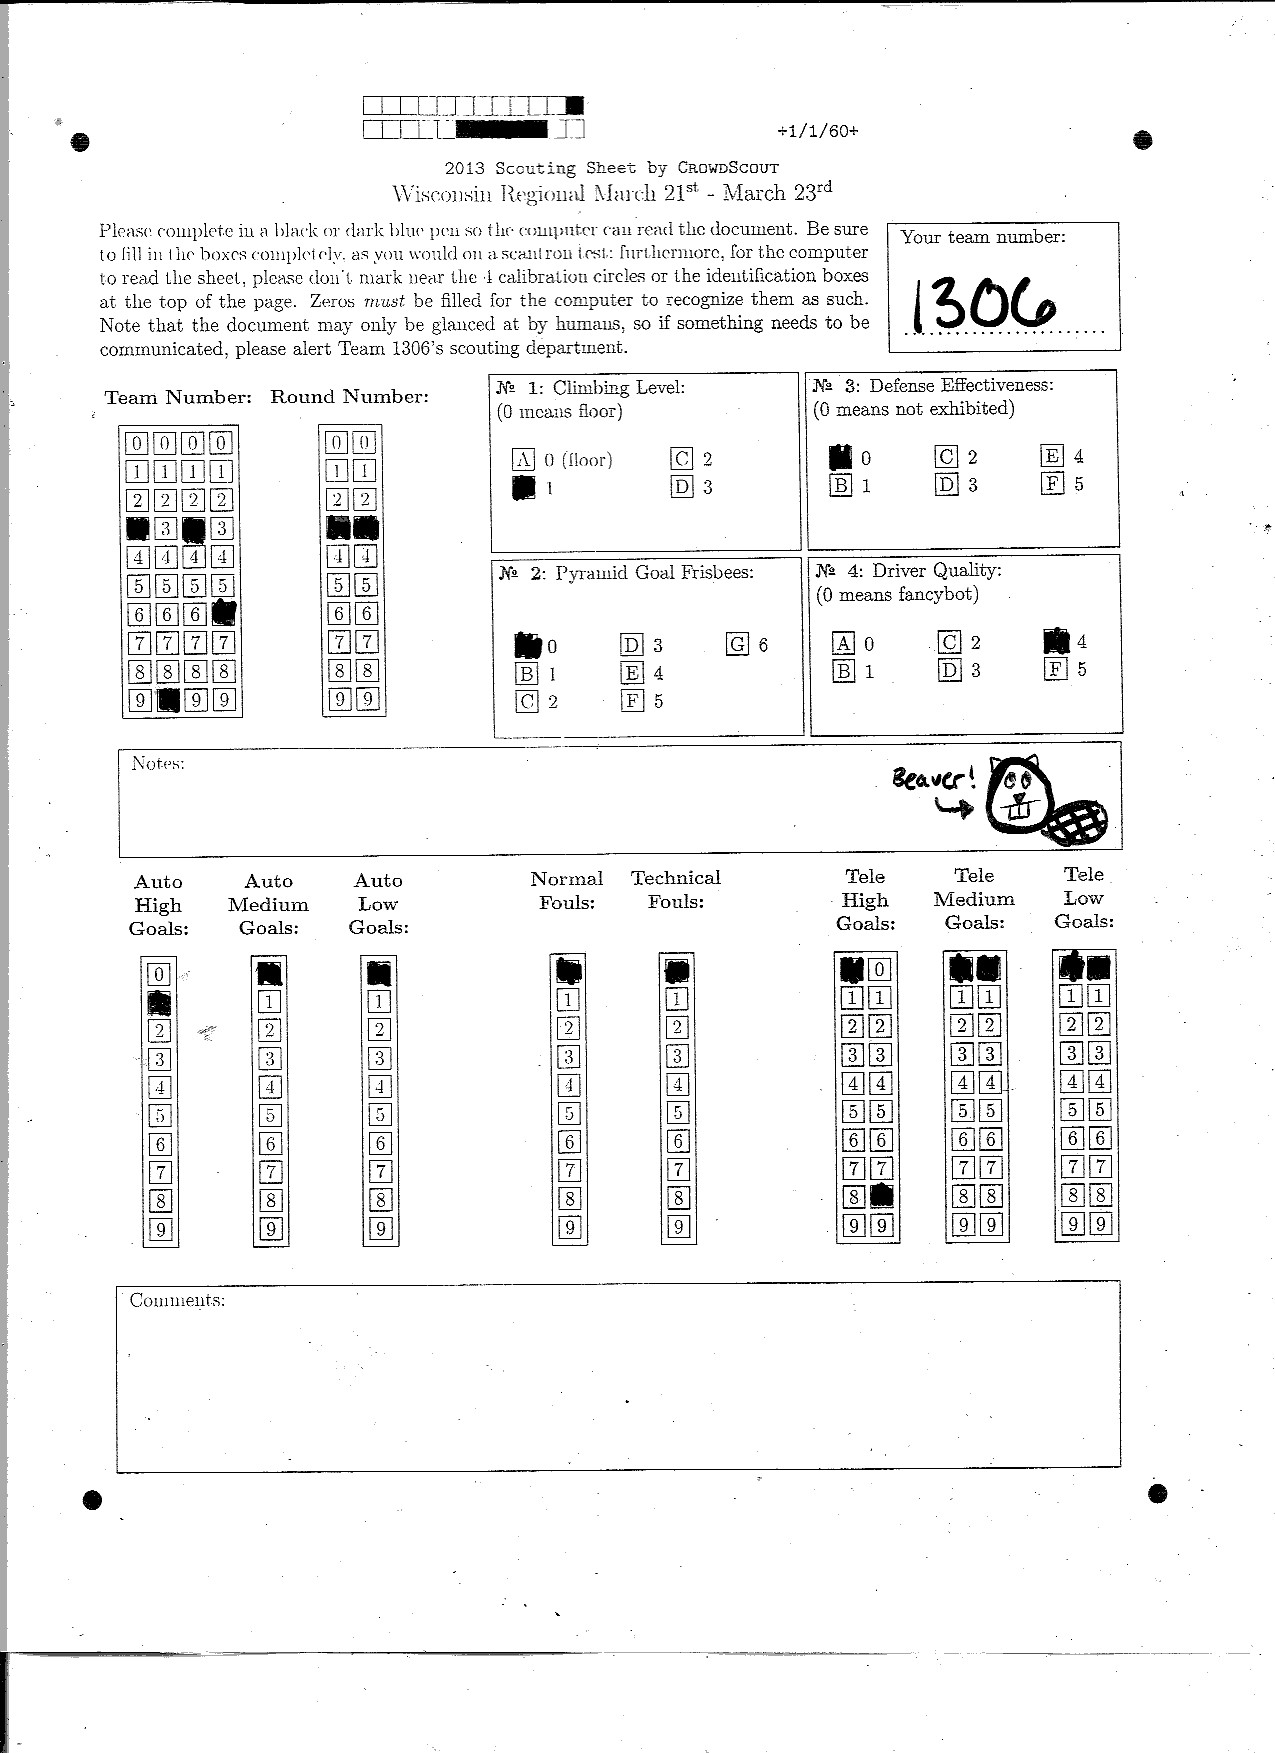 +1/1/60+
2013 Scouting Sheet by CROWDSCOUT
Wisconsin Regional March 21st - March 23rd
Please complete in a black or dark blue pen so the computer can read the document. Be sure
to fill in the boxes completely, as you would on a scantron test; furthermore, for the computer
to read the sheet, please don't mark near the 4 calibration circles or the identification boxes
at the top of the page. Zeros must be filled for the computer to recognize them as such.
Note that the document may only be glanced at by humans, so if something needs to be
communicated, please alert Team 1306's scouting department.
Your team number:
1306
Team Number: Round Number:
0 0 0 0 0 0
1 1 1 1 1 1
2 2 2 2 2 2
3 3
4 4 4 4 4 4
5 5 5 5 5 5
6 6 6 6 6
7 7 7 7 7 7
8 8 8 8 8 8
9 9 9 9 9
№ 1: Climbing Level:
(0 means floor)
A 0 (floor) C 2
1 D 3
№ 3: Defense Effectiveness:
(0 means not exhibited)
0 C 2 E 4
B 1 D 3 F 5
№ 2: Pyramid Goal Frisbees:
0 D 3 G 6
B 1 E 4
C 2 F 5
№ 4: Driver Quality:
(0 means fancybot)
A 0 C 2 4
B 1 D 3 F 5
Notes:
Beaver!
Auto High Goals: Auto Medium Goals: Auto Low Goals: Normal Fouls: Technical Fouls: Tele High Goals: Tele Medium Goals: Tele Low Goals:
0 0
1 1 1 1 1 1 1 1 1 1
2 2 2 2 2 2 2 2 2 2 2
3 3 3 3 3 3 3 3 3 3 3
4 4 4 4 4 4 4 4 4 4 4
5 5 5 5 5 5 5 5 5 5 5
6 6 6 6 6 6 6 6 6 6 6
7 7 7 7 7 7 7 7 7 7 7
8 8 8 8 8 8 8 8 8 8
9 9 9 9 9 9 9 9 9 9 9
Comments: